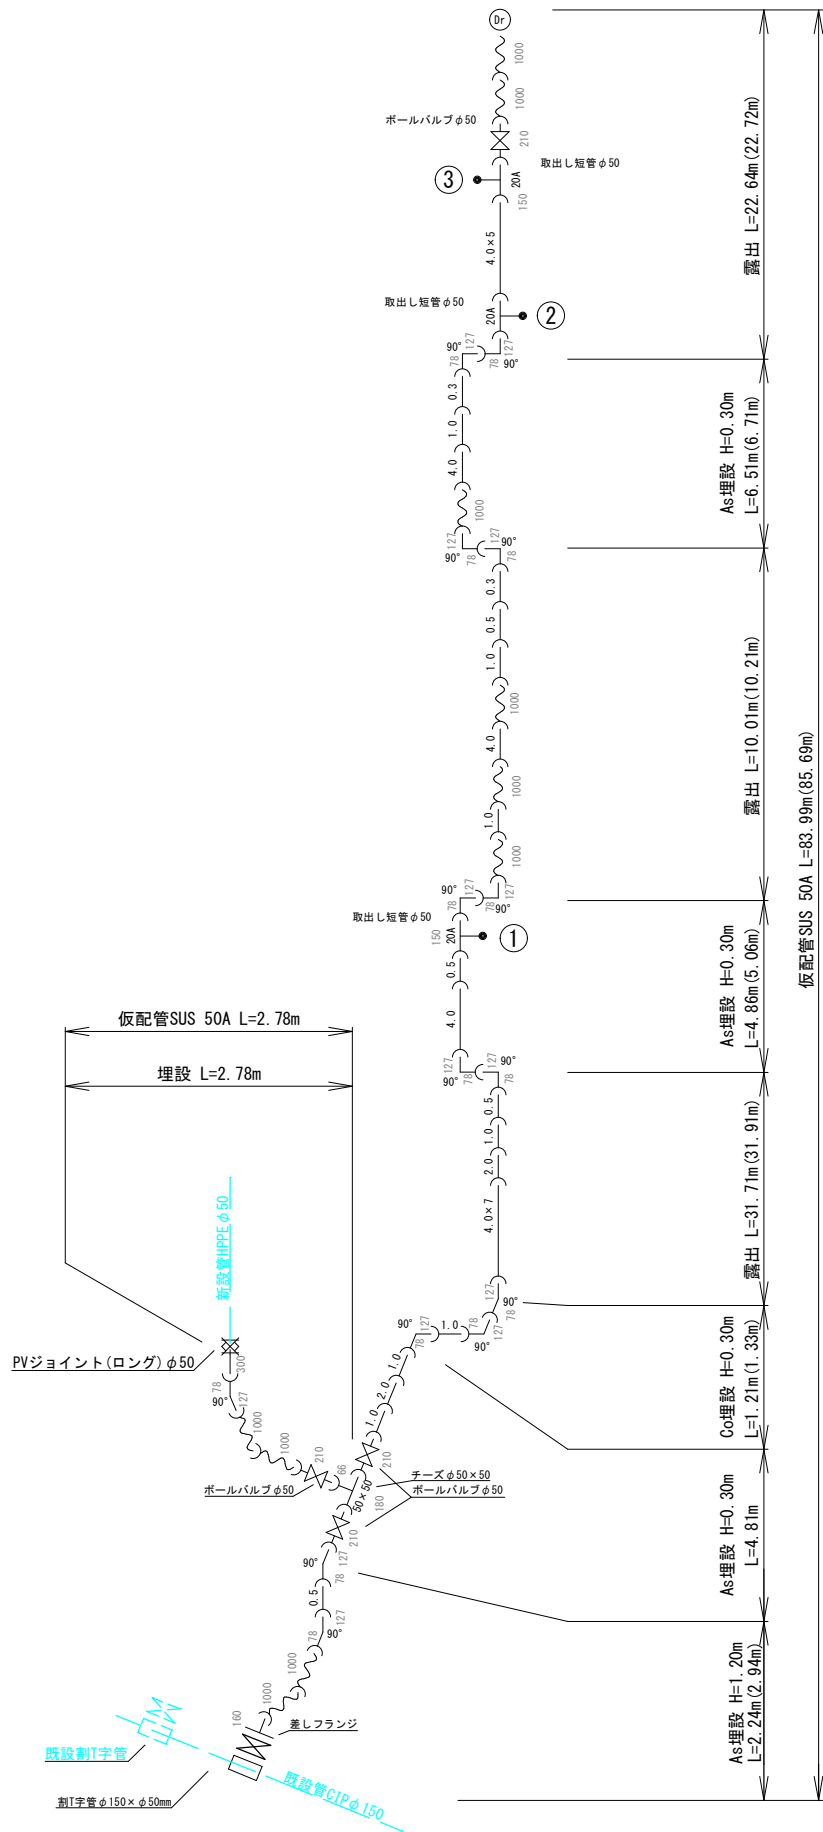 Dr
1000
1000
ボールバルブφ50
210
取出し短管φ50
③
20A
150
4.0×5
取出し短管φ50
20A
②
127
90°
127
78
78
90°
0.3
1.0
4.0
1000
127
127
90°
90°
78
78
0.3
0.5
1.0
1000
4.0
1000
1.0
1000
90°
127
127
78
78
90°
取出し短管φ50
150
20A
①
0.5
4.0
127
127
90°
90°
78
78
0.5
1.0
2.0
4.0×7
127
90°
78
127
90°
78
1.0
127
90°
78
1.0
2.0
1.0
210
チーズφ50×50
ボールバルブφ50
50×50
180
66
210
ボールバルブφ50
1000
1000
127
90°
78
300
PVジョイント(ロング)φ50
新設管HPPEφ50
仮配管SUS 50A L=2.78m
埋設 L=2.78m
210
127
90°
78
0.5
127
78
90°
1000
1000
160
差しフランジ
既設割T字管
割T字管φ150×φ50mm
既設管CIPφ150
露出 L=22.64m(22.72m)
As埋設 H=0.30m
L=6.51m(6.71m)
露出 L=10.01m(10.21m)
As埋設 H=0.30m
L=4.86m(5.06m)
露出 L=31.71m(31.91m)
Co埋設 H=0.30m
L=1.21m(1.33m)
As埋設 H=0.30m
L=4.81m
As埋設 H=1.20m
L=2.24m(2.94m)
仮配管SUS 50A L=83.99m(85.69m)